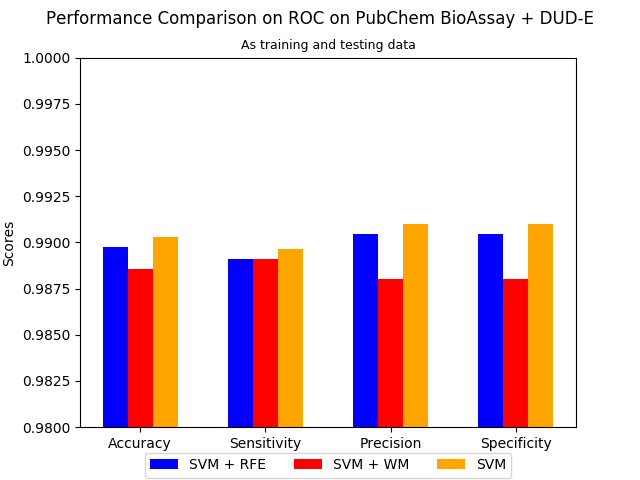 Performance Comparison on ROC on PubChem BioAssay + DUD-E
As training and testing data
1.0000
0.9975
0.9950
0.9925
0.9900
0.9875
0.9850
0.9825
0.9800
Scores
Accuracy Sensitivity Precision Specificity
SVM + RFE SVM + WM SVM